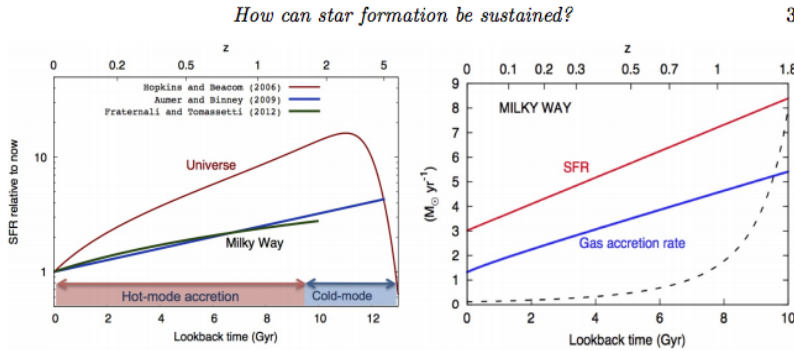 How can star formation be sustained?
3
z
0 0.2 0.5 1 2 5
Hopkins and Beacom (2006)
Aumer and Binney (2009)
Fraternali and Tomassetti (2012)
SFR relative to now
10
1
Universe
Milky Way
Hot-mode accretion
Cold-mode
0 2 4 6 8 10 12
Lookback time (Gyr)
z
0 0.1 0.2 0.3 0.5 0.7 1 1.8
(M⊙ yr⁻¹)
9
8
7
6
5
4
3
2
1
0
MILKY WAY
SFR
Gas accretion rate
0 2 4 6 8 10
Lookback time (Gyr)